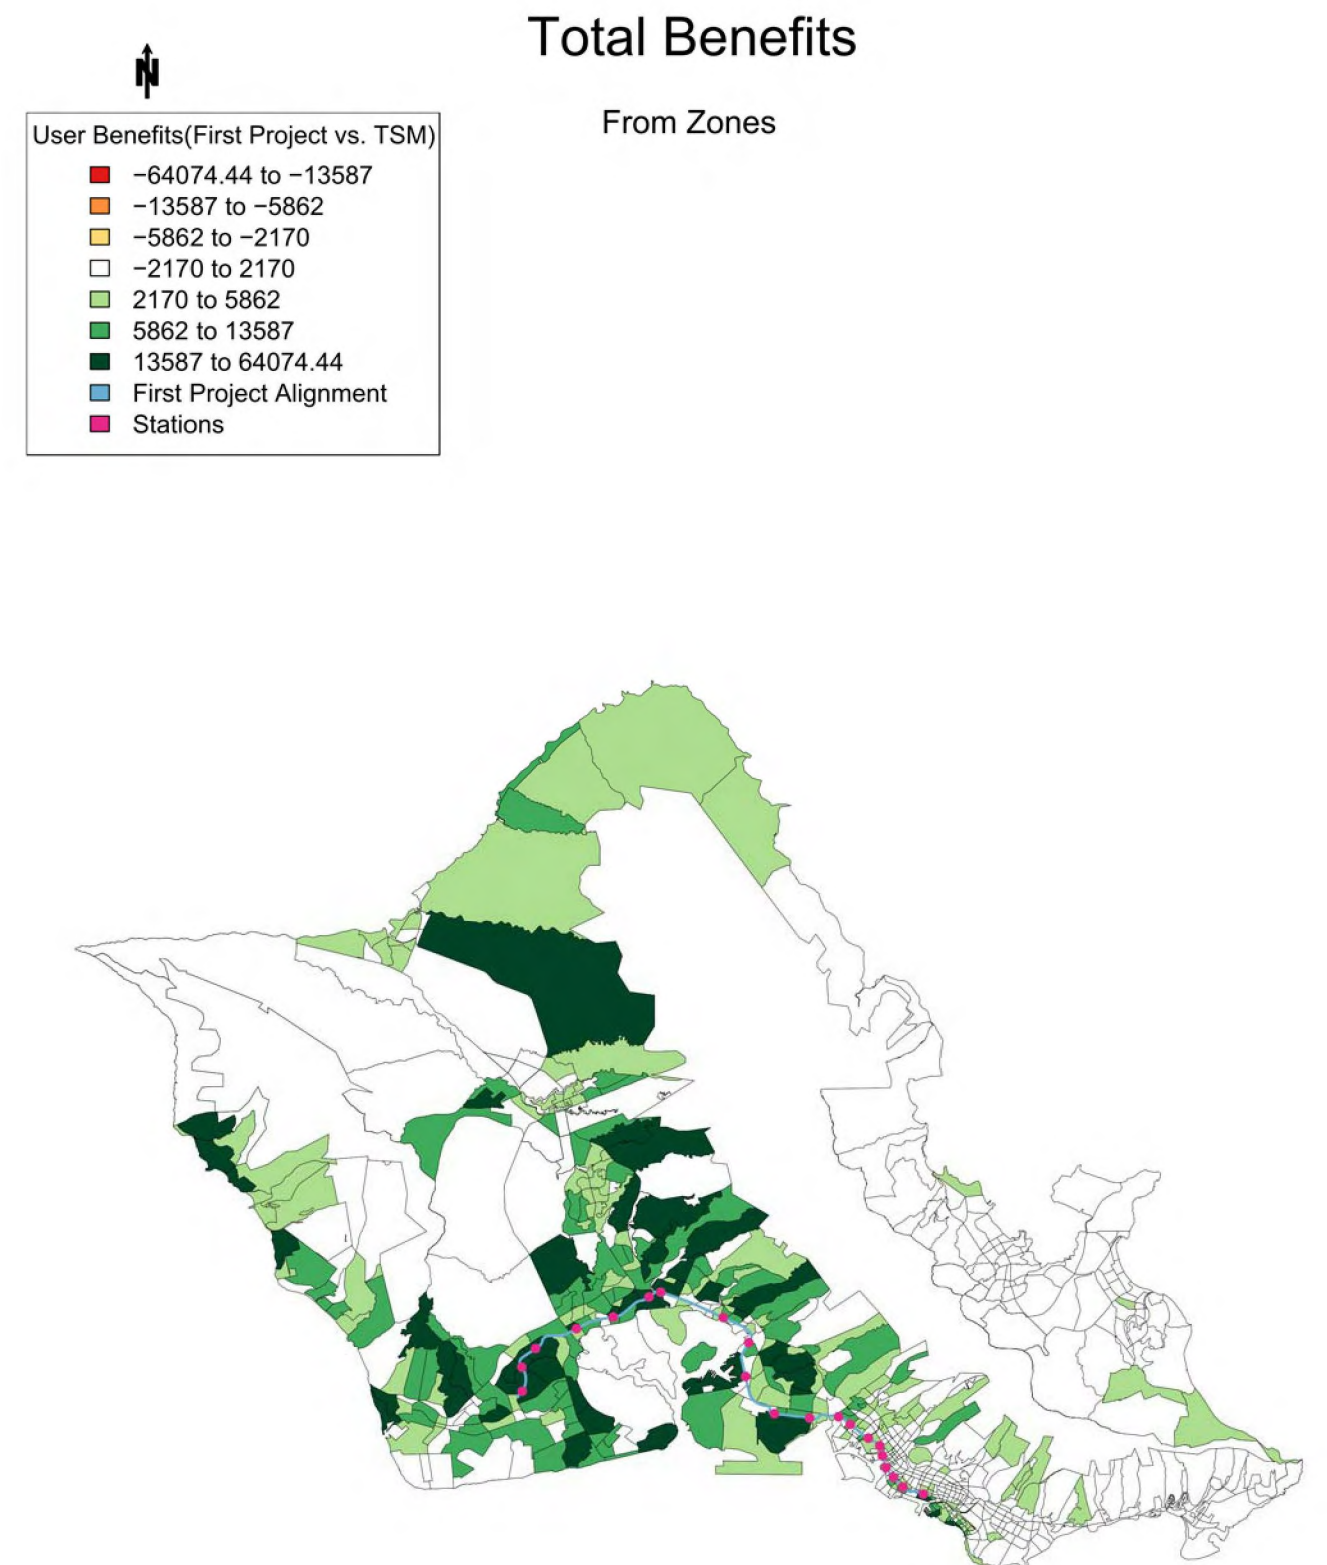 Total Benefits
N
From Zones
User Benefits(First Project vs. TSM)
−64074.44 to −13587
−13587 to −5862
−5862 to −2170
−2170 to 2170
2170 to 5862
5862 to 13587
13587 to 64074.44
First Project Alignment
Stations